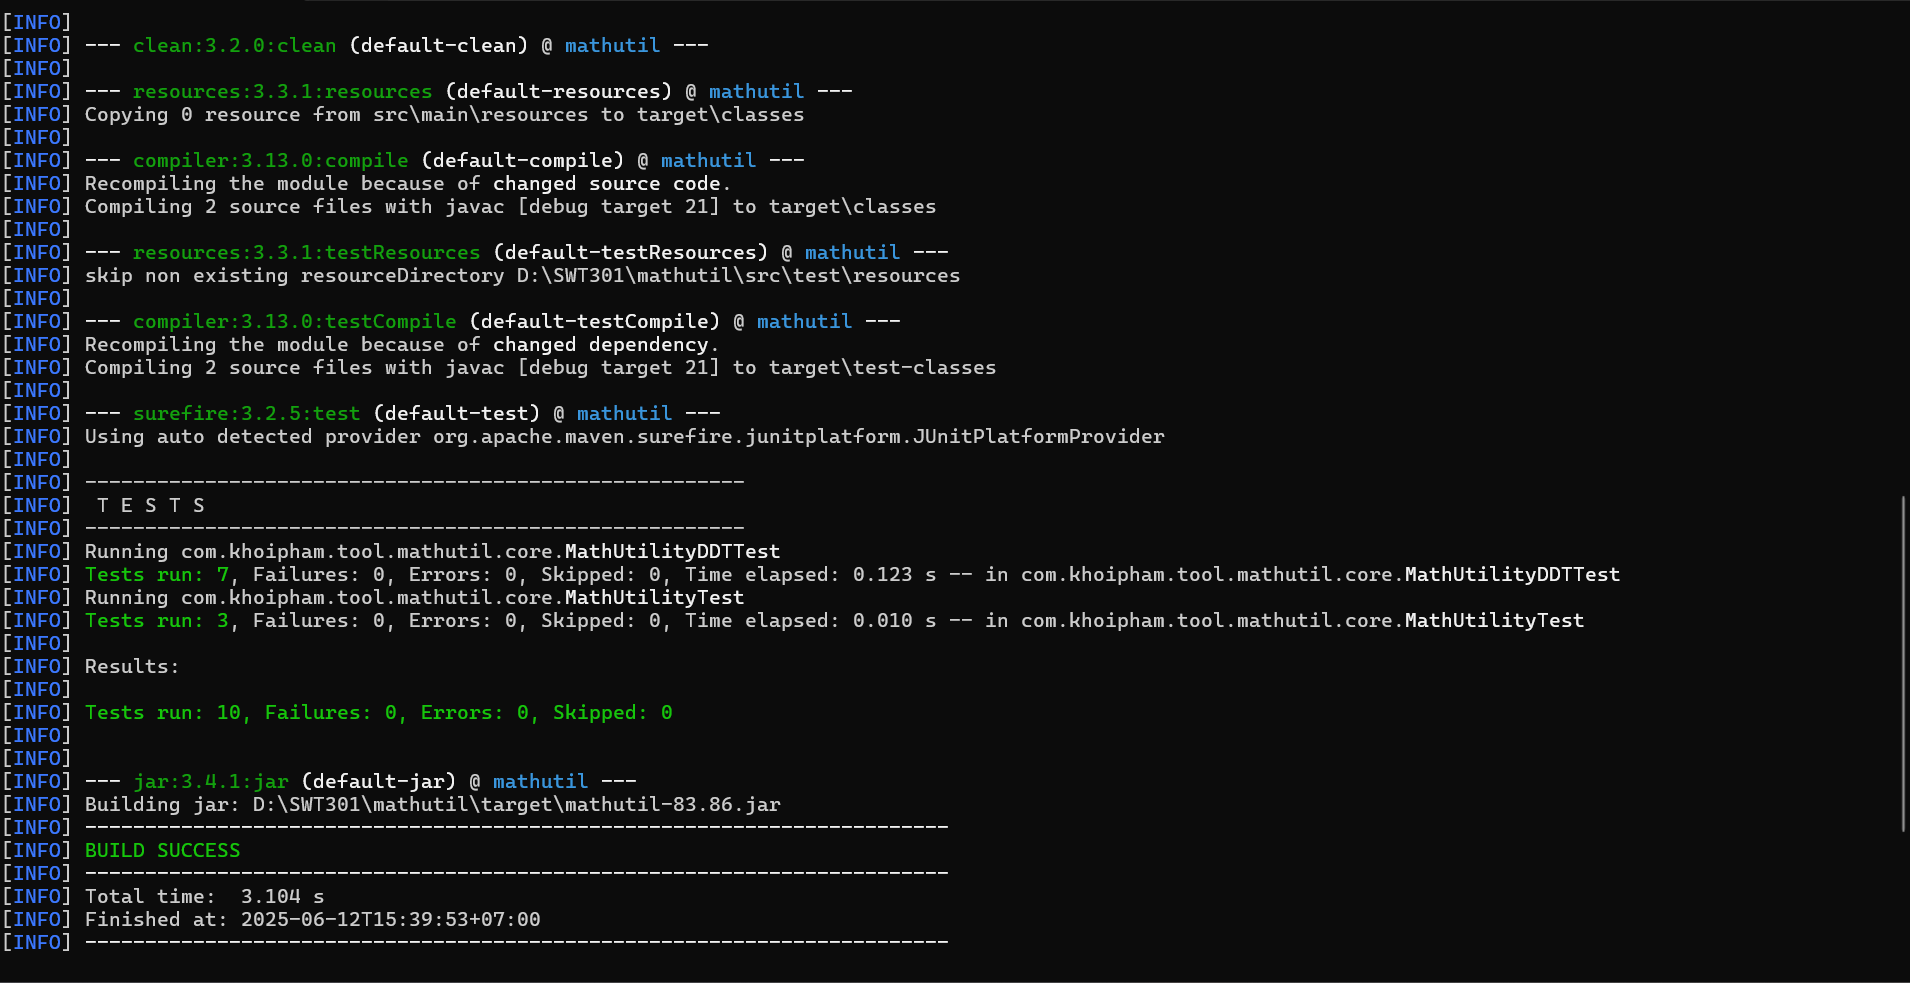 [INFO]
[INFO] --- clean:3.2.0:clean (default-clean) @ mathutil ---
[INFO]
[INFO] --- resources:3.3.1:resources (default-resources) @ mathutil ---
[INFO] Copying 0 resource from src\main\resources to target\classes
[INFO]
[INFO] --- compiler:3.13.0:compile (default-compile) @ mathutil ---
[INFO] Recompiling the module because of changed source code.
[INFO] Compiling 2 source files with javac [debug target 21] to target\classes
[INFO]
[INFO] --- resources:3.3.1:testResources (default-testResources) @ mathutil ---
[INFO] skip non existing resourceDirectory D:\SWT301\mathutil\src\test\resources
[INFO]
[INFO] --- compiler:3.13.0:testCompile (default-testCompile) @ mathutil ---
[INFO] Recompiling the module because of changed dependency.
[INFO] Compiling 2 source files with javac [debug target 21] to target\test-classes
[INFO]
[INFO] --- surefire:3.2.5:test (default-test) @ mathutil ---
[INFO] Using auto detected provider org.apache.maven.surefire.junitplatform.JUnitPlatformProvider
[INFO]
[INFO] -------------------------------------------------------
[INFO]  T E S T S
[INFO] -------------------------------------------------------
[INFO] Running com.khoipham.tool.mathutil.core.MathUtilityDDTTest
[INFO] Tests run: 7, Failures: 0, Errors: 0, Skipped: 0, Time elapsed: 0.123 s -- in com.khoipham.tool.mathutil.core.MathUtilityDDTTest
[INFO] Running com.khoipham.tool.mathutil.core.MathUtilityTest
[INFO] Tests run: 3, Failures: 0, Errors: 0, Skipped: 0, Time elapsed: 0.010 s -- in com.khoipham.tool.mathutil.core.MathUtilityTest
[INFO]
[INFO] Results:
[INFO]
[INFO] Tests run: 10, Failures: 0, Errors: 0, Skipped: 0
[INFO]
[INFO]
[INFO] --- jar:3.4.1:jar (default-jar) @ mathutil ---
[INFO] Building jar: D:\SWT301\mathutil\target\mathutil-83.86.jar
[INFO] ------------------------------------------------------------------------
[INFO] BUILD SUCCESS
[INFO] ------------------------------------------------------------------------
[INFO] Total time:  3.104 s
[INFO] Finished at: 2025-06-12T15:39:53+07:00
[INFO] ------------------------------------------------------------------------